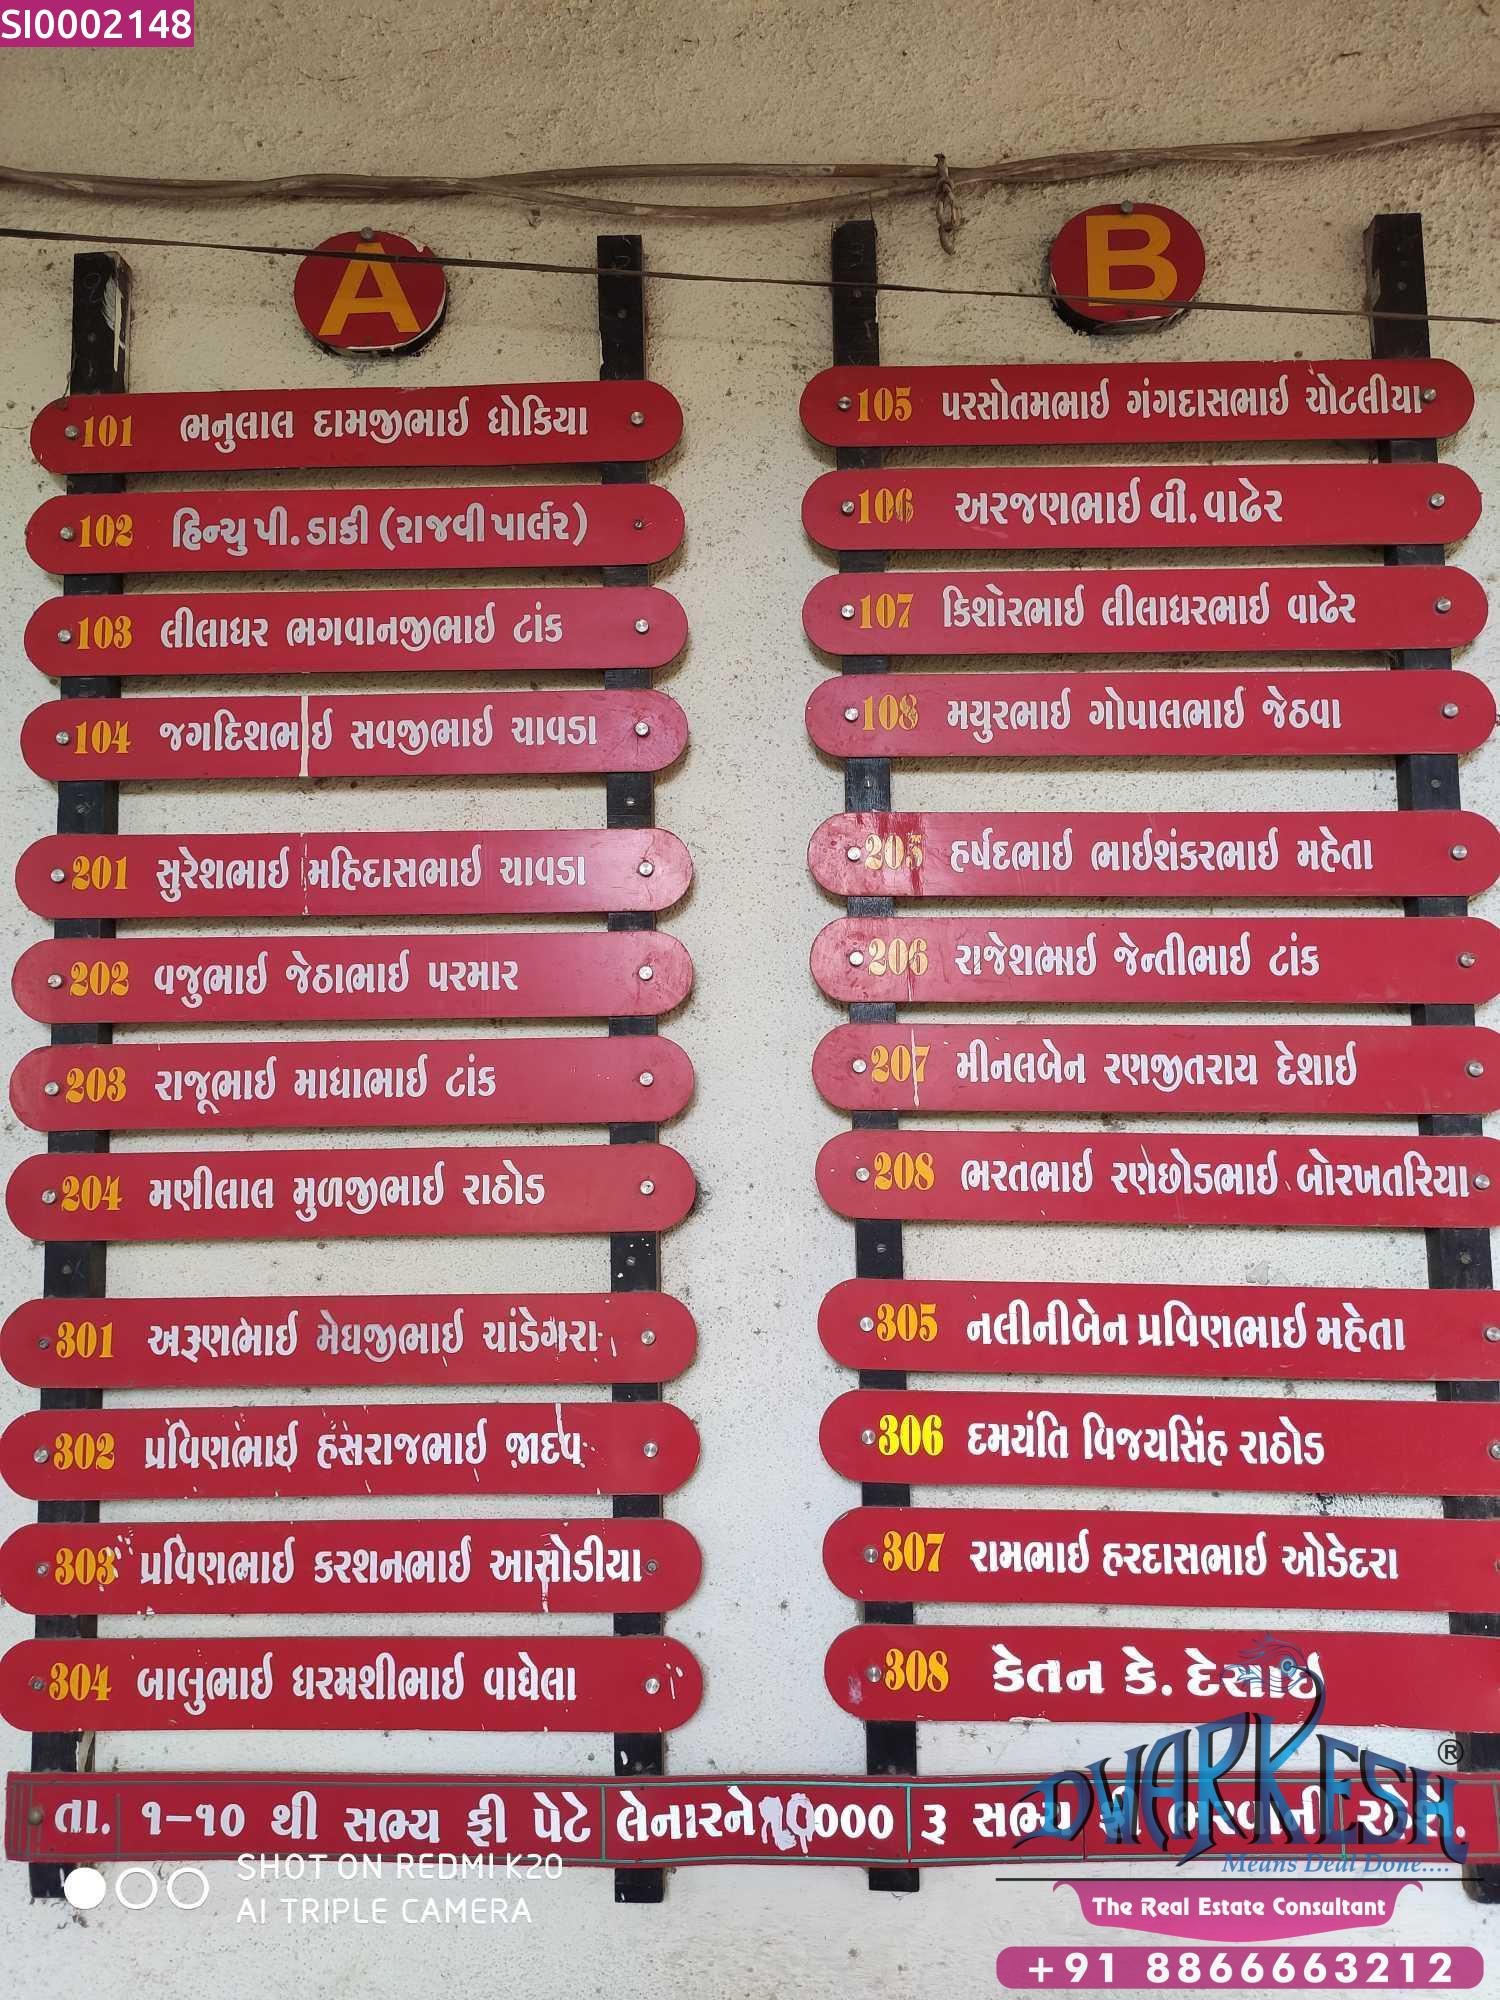 SI0002148
A
101 ભનુલાલ દામજીભાઈ ધોકિયા
102 હિન્ચુ પી. ડાકી (રાજવી પાર્લર)
103 લીલાધર ભગવાનજીભાઈ ટાંક
104 જગદિશભાઈ સવજીભાઈ ચાવડા
201 સુરેશભાઈ મહિદાસભાઈ ચાવડા
202 વજુભાઈ જેઠાભાઈ પરમાર
203 રાજૂભાઈ માધાભાઈ ટાંક
204 મણીલાલ મુળજીભાઈ રાઠોડ
301 અરૂણભાઈ મેઘજીભાઈ ચાંડેગરા
302 પ્રવિણભાઈ હંસરાજભાઈ જાદવ
303 પ્રવિણભાઈ કરશનભાઈ આસોડીયા
304 બાલુભાઈ ધરમશીભાઈ વાઘેલા
B
105 પરસોતમભાઈ ગંગદાસભાઈ ચોટલીયા
106 અરજણભાઈ વી. વાઢેર
107 કિશોરભાઈ લીલાધરભાઈ વાઢેર
108 મયુરભાઈ ગોપાલભાઈ જેઠવા
205 હર્ષદભાઈ ભાઈશંકરભાઈ મહેતા
206 રાજેશભાઈ જેન્તીભાઈ ટાંક
207 મીનલબેન રણજીતરાય દેશાઈ
208 ભરતભાઈ રણછોડભાઈ બોરખતરિયા
305 નલીનીબેન પ્રવિણભાઈ મહેતા
306 દમયંતિ વિજયસિંહ રાઠોડ
307 રામભાઈ હરદાસભાઈ ઓડેદરા
308 કેતન કે. દેસાઈ
તા. ૧-૧૦ થી સભ્ય ફી પેટે લેનારને 10000 રૂ સભ્ય ફી ભરવાની રહેશે.
SHOT ON REDMI K20
AI TRIPLE CAMERA
DWARKESH ®
Means Deal Done....
The Real Estate Consultant
+91 8866663212